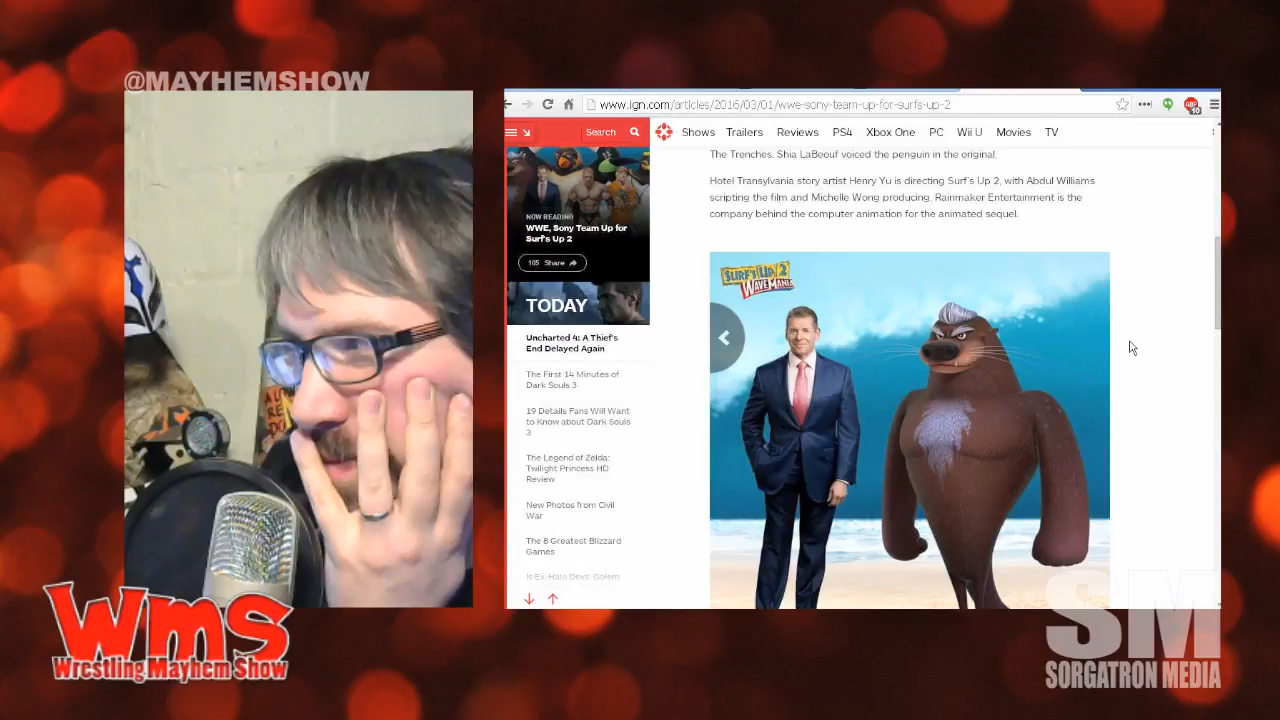 @MAYHEMSHOW
www.ign.com/articles/2016/03/01/wwe-sony-team-up-for-surfs-up-2
ABP
10
Search
Shows Trailers Reviews PS4 Xbox One PC Wii U Movies TV
The Trenches. Shia LaBeouf voiced the penguin in the original.
Hotel Transylvania story artist Henry Yu is directing Surf's Up 2, with Abdul Williams
scripting the film and Michelle Wong producing. Rainmaker Entertainment is the
company behind the computer animation for the animated sequel.
NOW READING
WWE, Sony Team Up for
Surf's Up 2
105 Share
TODAY
Uncharted 4: A Thief's
End Delayed Again
The First 14 Minutes of
Dark Souls 3
19 Details Fans Will Want
to Know about Dark Souls
3
The Legend of Zelda:
Twilight Princess HD
Review
New Photos from Civil
War
The 8 Greatest Blizzard
Games
Is Ex-Halo Devs' Golem
SURF'S UP 2
WAVEMANIA
WMS
Wrestling Mayhem Show
SM
SORGATRON MEDIA